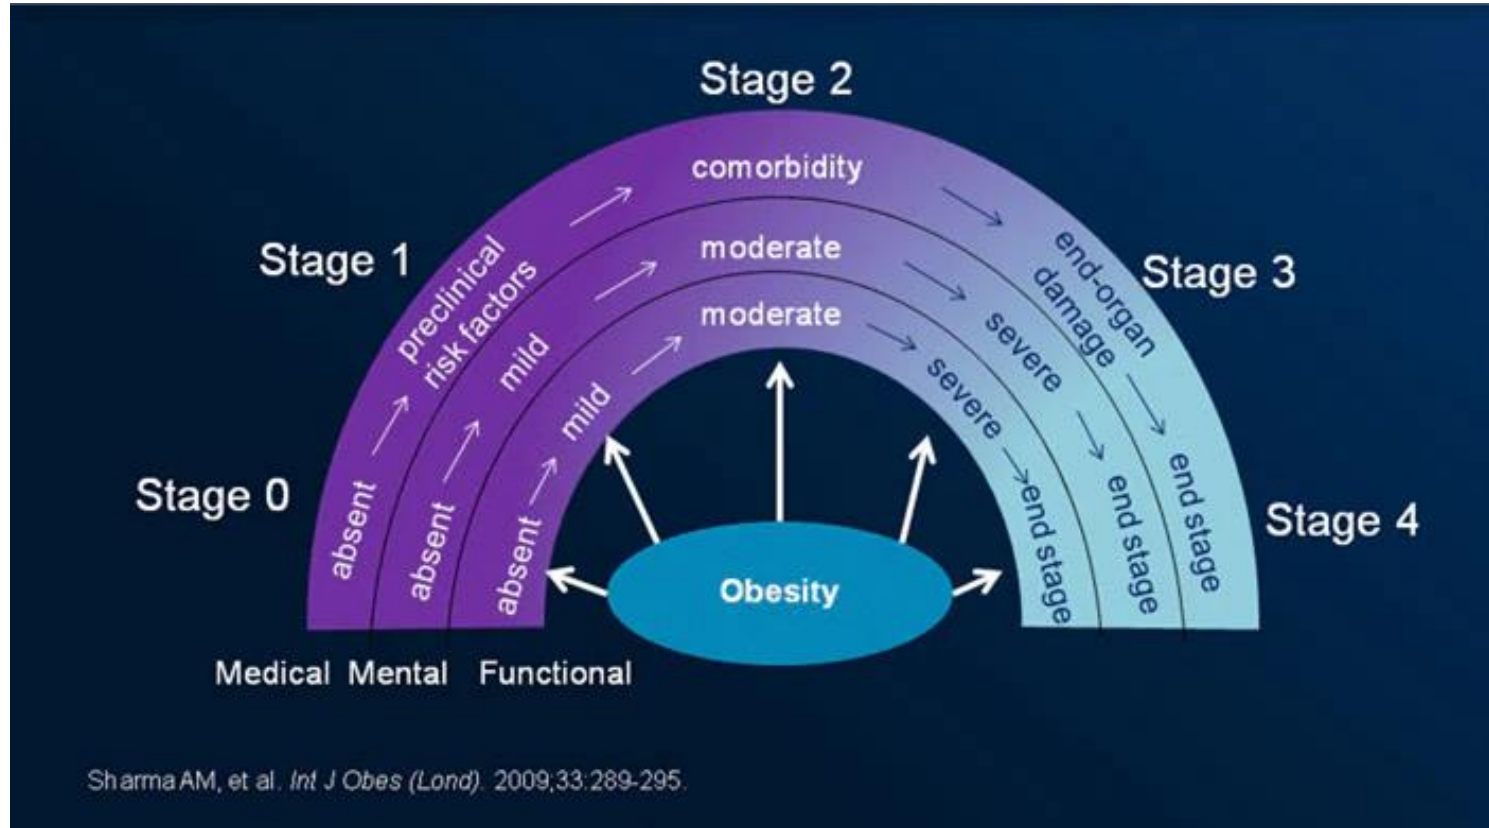 Stage 2
comorbidity
Stage 1
preclinical
risk factors
moderate
end-organ
damage
Stage 3
mild
moderate
severe
mild
severe
Stage 0
absent
absent
absent
end stage
end stage
end stage
Stage 4
Obesity
Medical Mental Functional
Sharma AM, et al. Int J Obes (Lond). 2009;33:289-295.